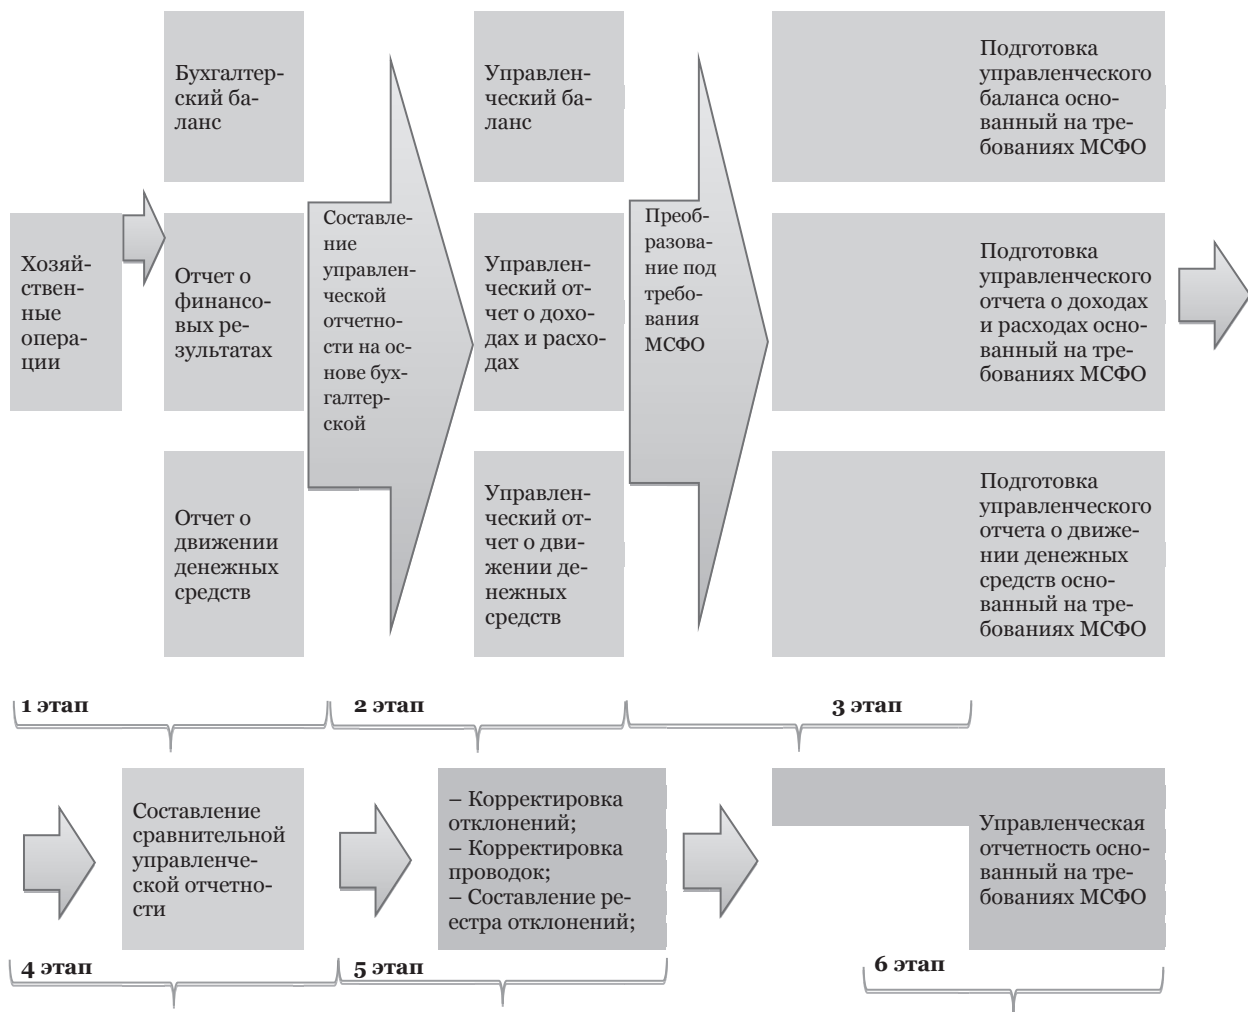 Бухгалтер-
ский ба-
ланс
Управлен-
ческий ба-
ланс
Подготовка
управленческого
баланса осно-
ванный на тре-
бованиях МСФО
Хозяй-
ствен-
ные
опера-
ции
Отчет о
финансо-
вых ре-
зультатах
Составле-
ние
управлен-
ческой
отчетно-
сти на ос-
нове бух-
галтер-
ской
Управлен-
ческий от-
чет о дохо-
дах и расхо-
дах
Преоб-
разова-
ние под
требо-
вания
МСФО
Подготовка
управленческого
отчета о доходах
и расходах осно-
ванный на тре-
бованиях МСФО
Отчет о
движении
денежных
средств
Управлен-
ческий от-
чет о дви-
жении де-
нежных
средств
Подготовка
управленческого
отчета о движе-
нии денежных
средств осно-
ванный на тре-
бованиях МСФО
1 этап
2 этап
3 этап
Составление
сравнительной
управленче-
ской отчетно-
сти
– Корректировка
отклонений;
– Корректировка
проводок;
– Составление ре-
естра отклонений;
Управленческая
отчетность осно-
ванный на тре-
бованиях МСФО
4 этап
5 этап
6 этап